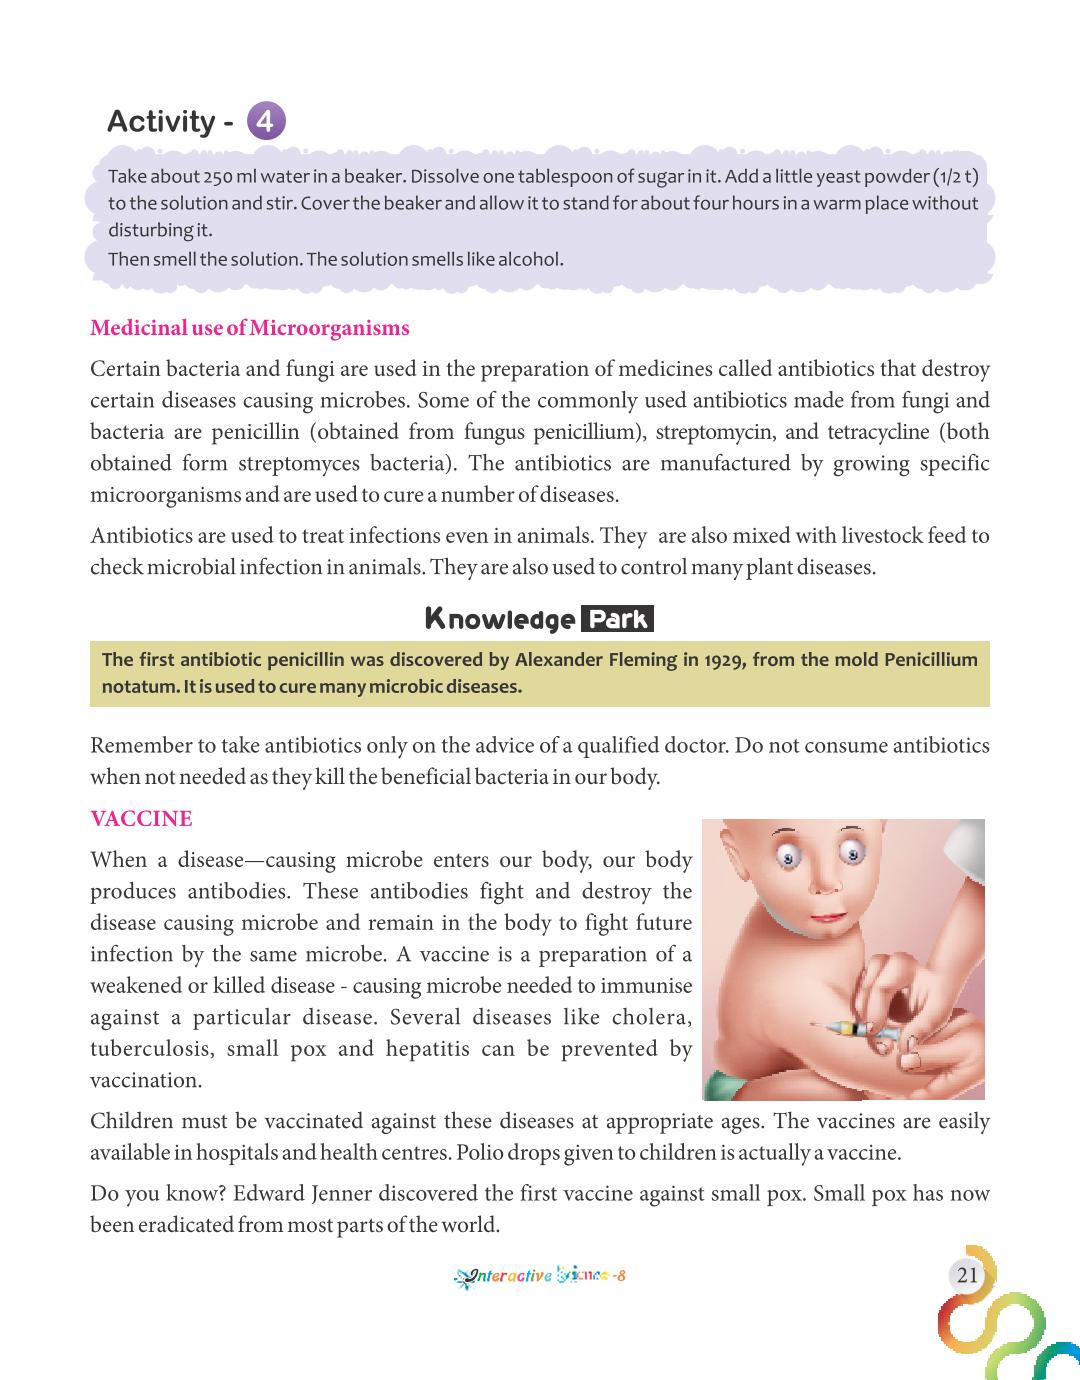 Activity - 4
Take about 250 ml water in a beaker. Dissolve one tablespoon of sugar in it. Add a little yeast powder (1/2 t)
to the solution and stir. Cover the beaker and allow it to stand for about four hours in a warm place without
disturbing it.
Then smell the solution. The solution smells like alcohol.
Medicinal use of Microorganisms
Certain bacteria and fungi are used in the preparation of medicines called antibiotics that destroy
certain diseases causing microbes. Some of the commonly used antibiotics made from fungi and
bacteria are penicillin (obtained from fungus penicillium), streptomycin, and tetracycline (both
obtained form streptomyces bacteria). The antibiotics are manufactured by growing specific
microorganisms and are used to cure a number of diseases.
Antibiotics are used to treat infections even in animals. They are also mixed with livestock feed to
check microbial infection in animals. They are also used to control many plant diseases.
Knowledge Park
The first antibiotic penicillin was discovered by Alexander Fleming in 1929, from the mold Penicillium
notatum. It is used to cure many microbic diseases.
Remember to take antibiotics only on the advice of a qualified doctor. Do not consume antibiotics
when not needed as they kill the beneficial bacteria in our body.
VACCINE
When a disease—causing microbe enters our body, our body
produces antibodies. These antibodies fight and destroy the
disease causing microbe and remain in the body to fight future
infection by the same microbe. A vaccine is a preparation of a
weakened or killed disease - causing microbe needed to immunise
against a particular disease. Several diseases like cholera,
tuberculosis, small pox and hepatitis can be prevented by
vaccination.
Children must be vaccinated against these diseases at appropriate ages. The vaccines are easily
available in hospitals and health centres. Polio drops given to children is actually a vaccine.
Do you know? Edward Jenner discovered the first vaccine against small pox. Small pox has now
been eradicated from most parts of the world.
Interactive Science -8
21